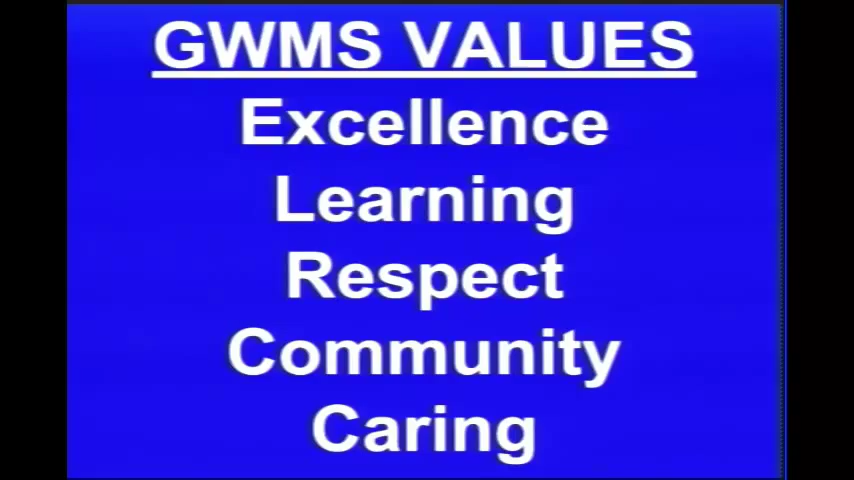 GWMS VALUES
Excellence
Learning
Respect
Community
Caring